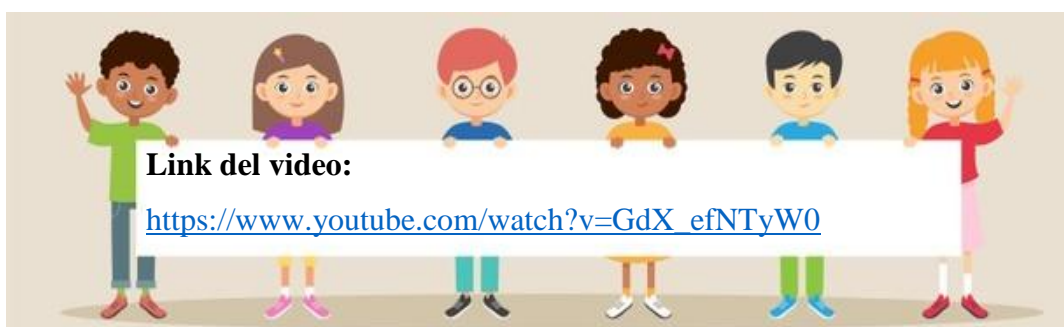 Link del video:
https://www.youtube.com/watch?v=GdX_efNTyW0